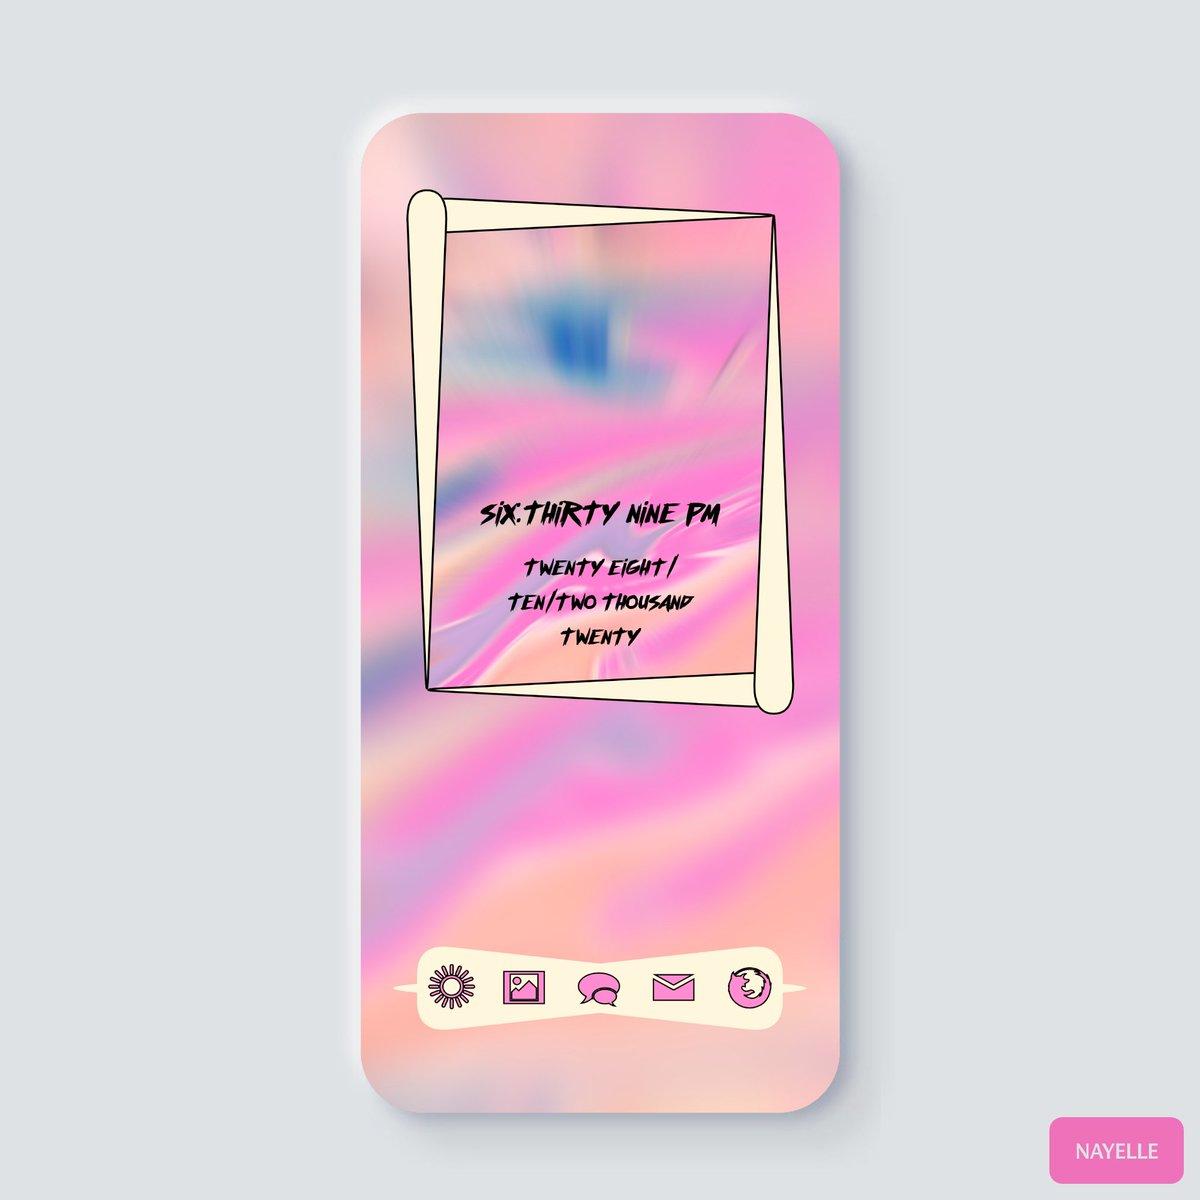 SiX:THiRTY NiNE PM
TWENTY EiGHT/
TEN/TWO THOUSAND
TWENTY
NAYELLE